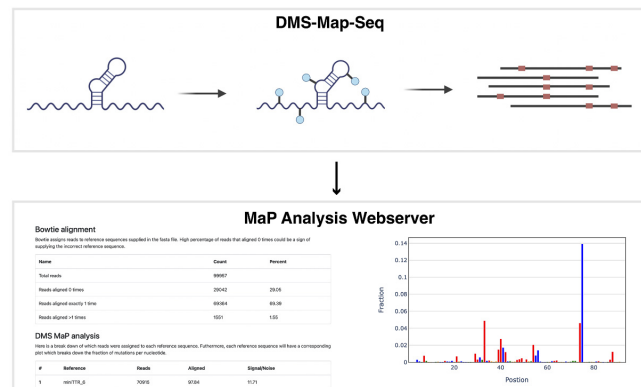 DMS-Map-Seq
MaP Analysis Webserver
Bowtie alignment
Bowtie assigns reads to reference sequences supplied in the fasta file. High percentage of reads that aligned 0 times could be a sign of
supplying the incorrect reference sequence.
Name Count Percent
Total reads 99997
Reads aligned 0 times 29042 29.05
Reads aligned exactly 1 time 69384 69.39
Reads aligned >1 times 1551 1.55
DMS MaP analysis
Here is a break down of which reads were assigned to each reference sequence. Futhermore, each reference sequence will have a corresponding
plot which breaks down the fraction of mutations per nucleotide.
# Reference Reads Aligned Signal/Noise
1 miniTTR_6 70915 97.84 11.71
0.14
0.12
0.1
0.08
0.06
0.04
0.02
0
Fraction
20 40 60 80
Postion